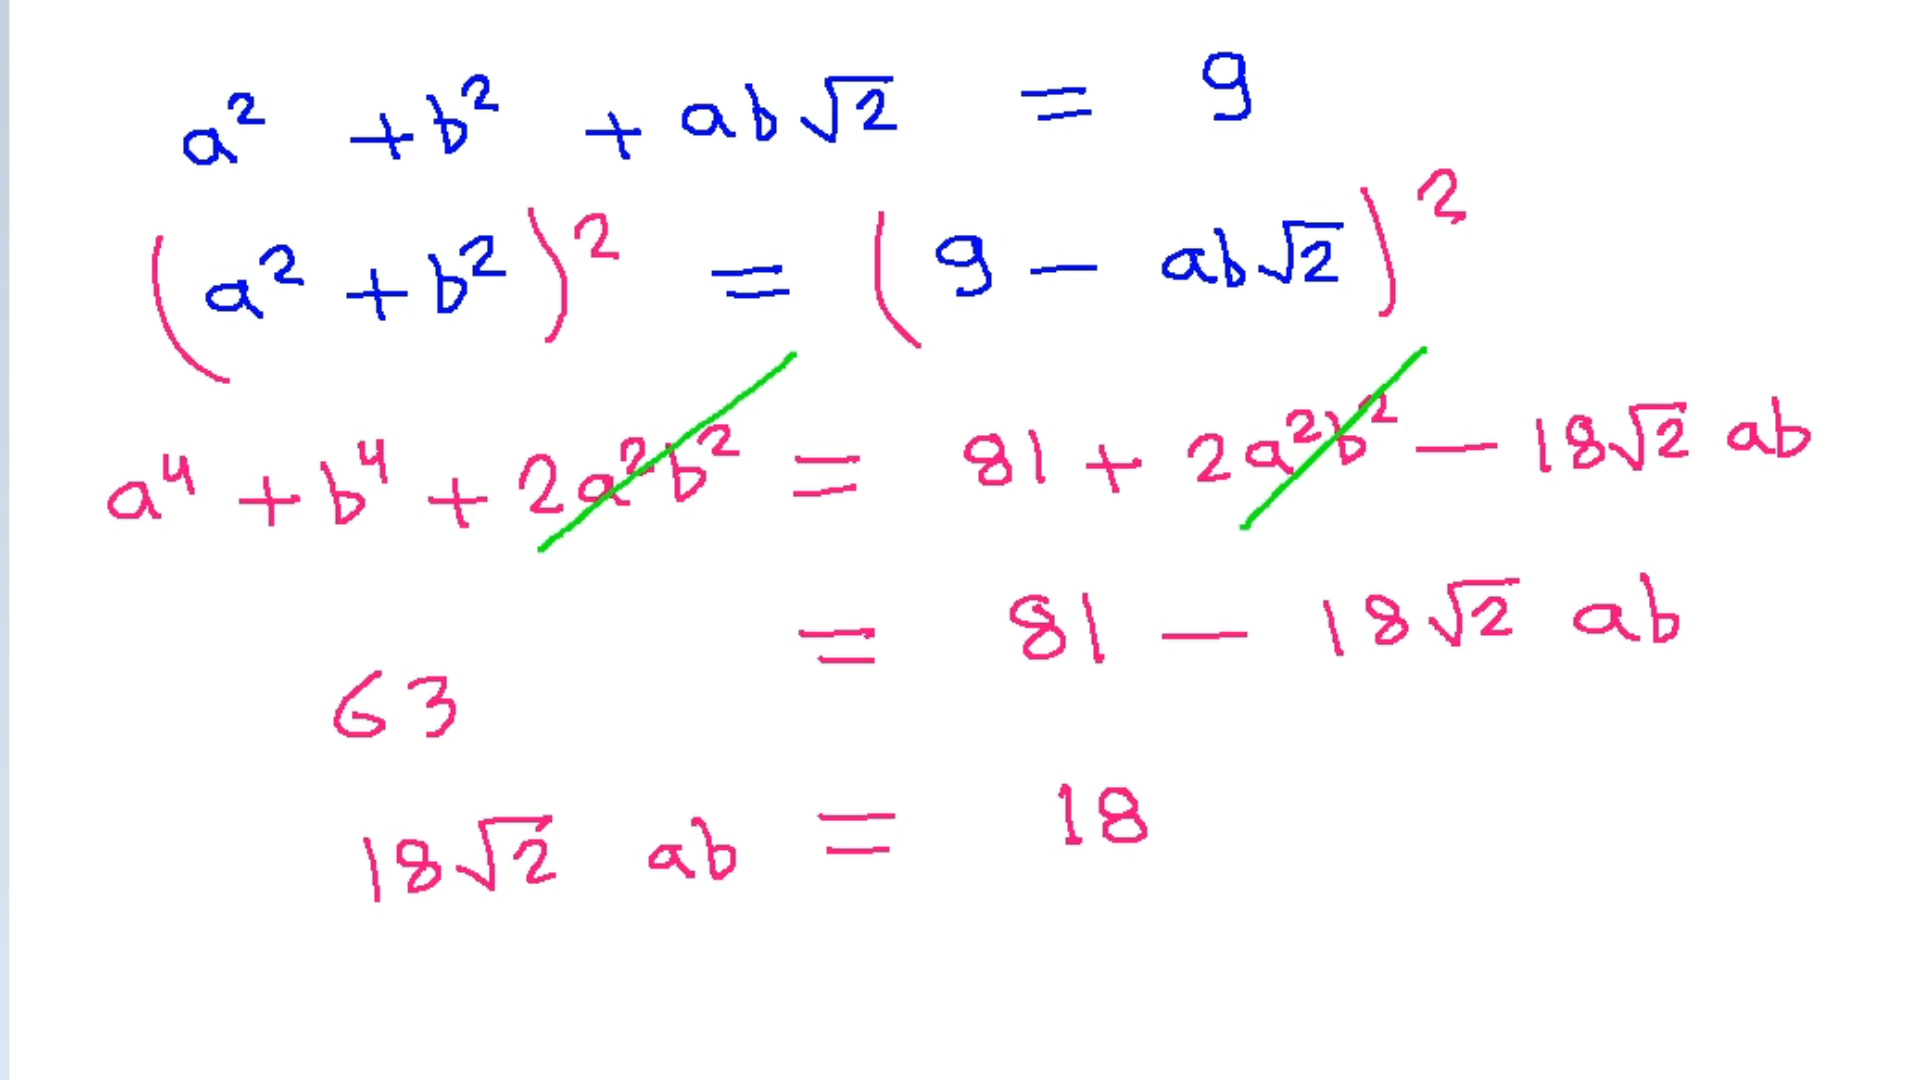 a² + b² + ab√2 = 9
(a² + b²)² = (9 − ab√2)²
a⁴ + b⁴ + 2a²b² = 81 + 2a²b² − 18√2 ab
63 = 81 − 18√2 ab
18√2 ab = 18